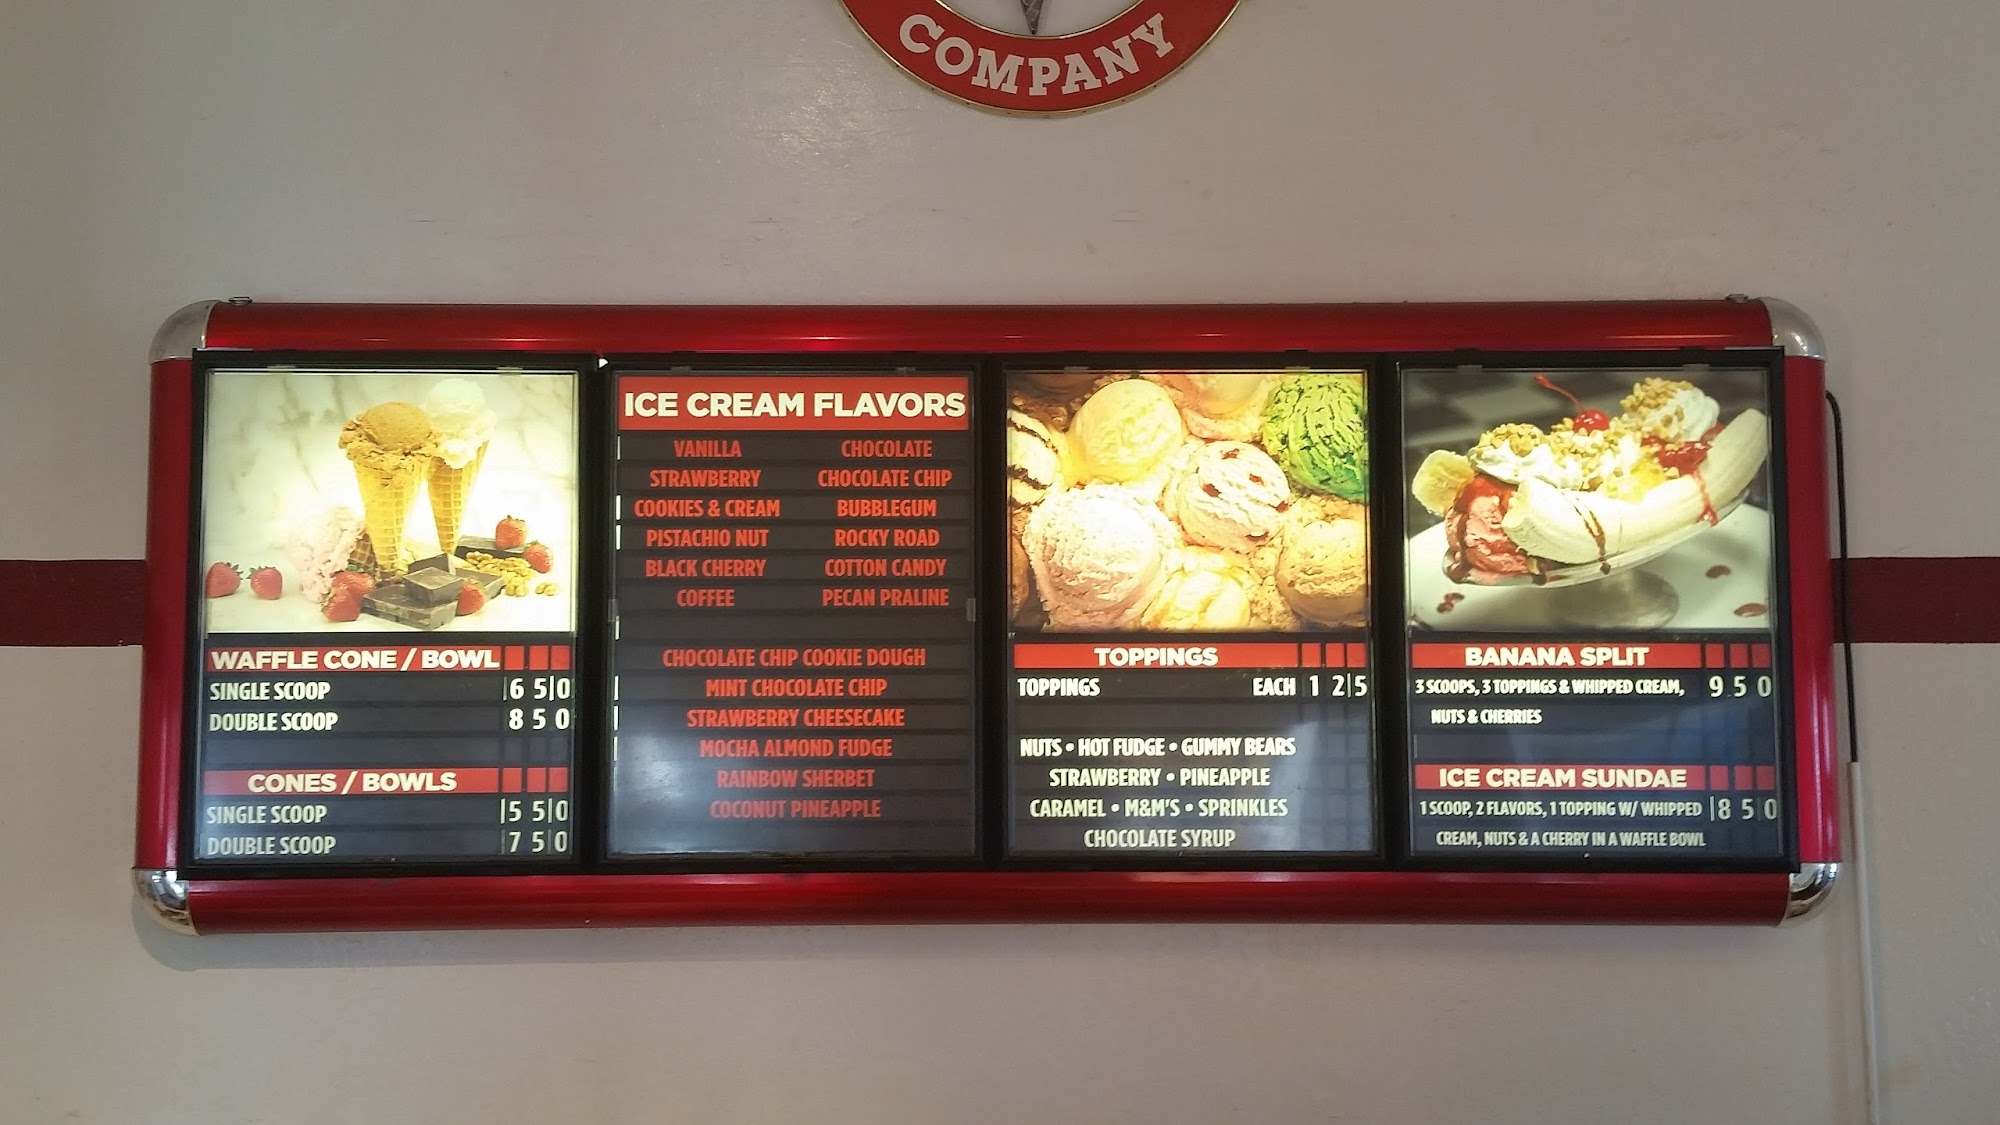 COMPANY
WAFFLE CONE / BOWL
SINGLE SCOOP 6 5 0
DOUBLE SCOOP 8 5 0
CONES / BOWLS
SINGLE SCOOP 5 5 0
DOUBLE SCOOP 7 5 0
ICE CREAM FLAVORS
VANILLA CHOCOLATE
STRAWBERRY CHOCOLATE CHIP
COOKIES & CREAM BUBBLEGUM
PISTACHIO NUT ROCKY ROAD
BLACK CHERRY COTTON CANDY
COFFEE PECAN PRALINE
CHOCOLATE CHIP COOKIE DOUGH
MINT CHOCOLATE CHIP
STRAWBERRY CHEESECAKE
MOCHA ALMOND FUDGE
RAINBOW SHERBET
COCONUT PINEAPPLE
TOPPINGS
TOPPINGS EACH 1 2 5
NUTS • HOT FUDGE • GUMMY BEARS
STRAWBERRY • PINEAPPLE
CARAMEL • M&M'S • SPRINKLES
CHOCOLATE SYRUP
BANANA SPLIT
3 SCOOPS, 3 TOPPINGS & WHIPPED CREAM, 9 5 0
NUTS & CHERRIES
ICE CREAM SUNDAE
1 SCOOP, 2 FLAVORS, 1 TOPPING W/ WHIPPED 8 5 0
CREAM, NUTS & A CHERRY IN A WAFFLE BOWL